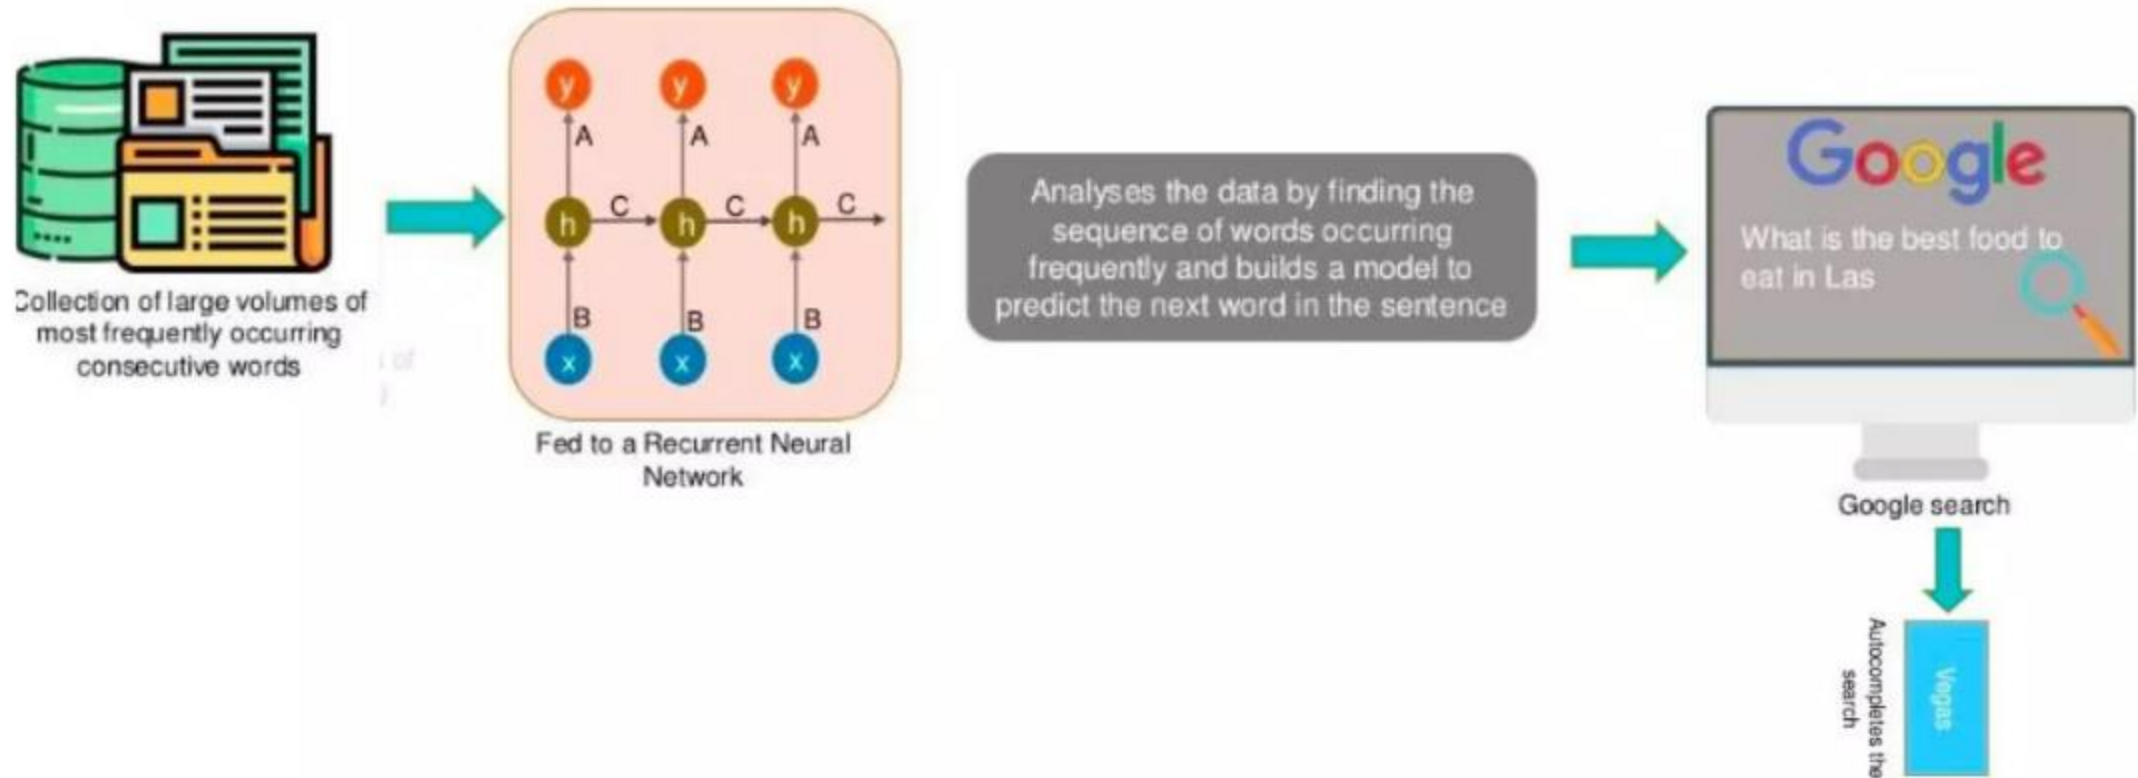 Collection of large volumes of
most frequently occurring
consecutive words
of
y y y
A A A
h C h C h C
B B B
x x x
Fed to a Recurrent Neural
Network
Analyses the data by finding the
sequence of words occurring
frequently and builds a model to
predict the next word in the sentence
Google
What is the best food to
eat in Las
Google search
Vegas
Autocompletes the
search